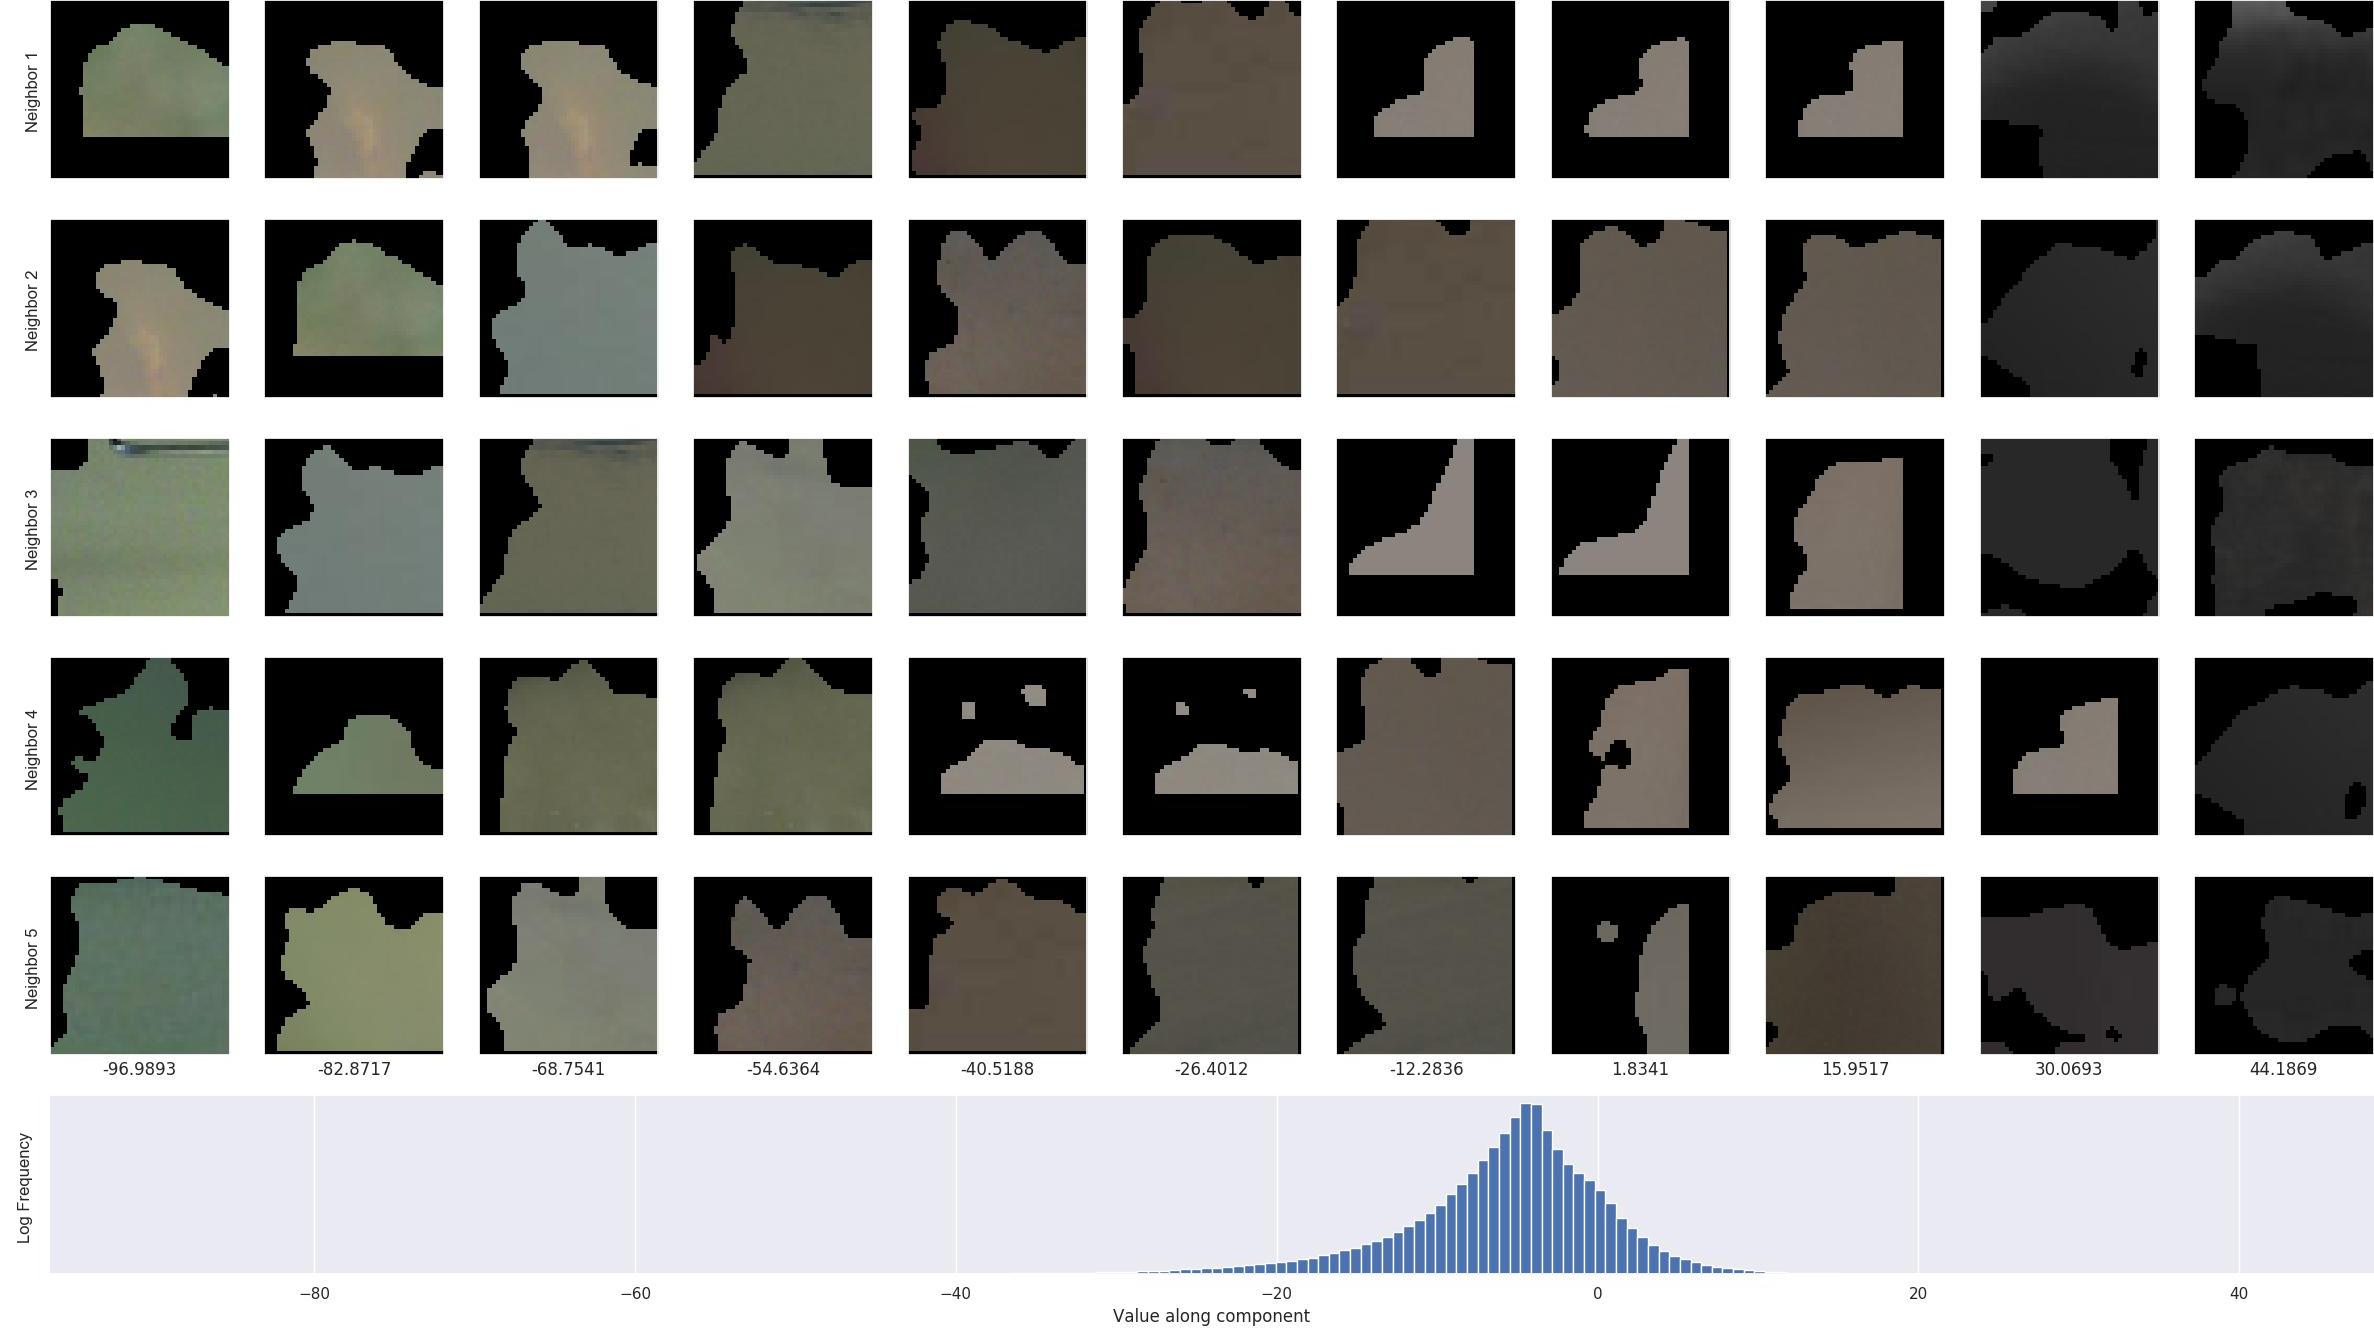 Neighbor 1
Neighbor 2
Neighbor 3
Neighbor 4
Neighbor 5
-96.9893 -82.8717 -68.7541 -54.6364 -40.5188 -26.4012 -12.2836 1.8341 15.9517 30.0693 44.1869
Log Frequency
−80 −60 −40 −20 0 20 40
Value along component